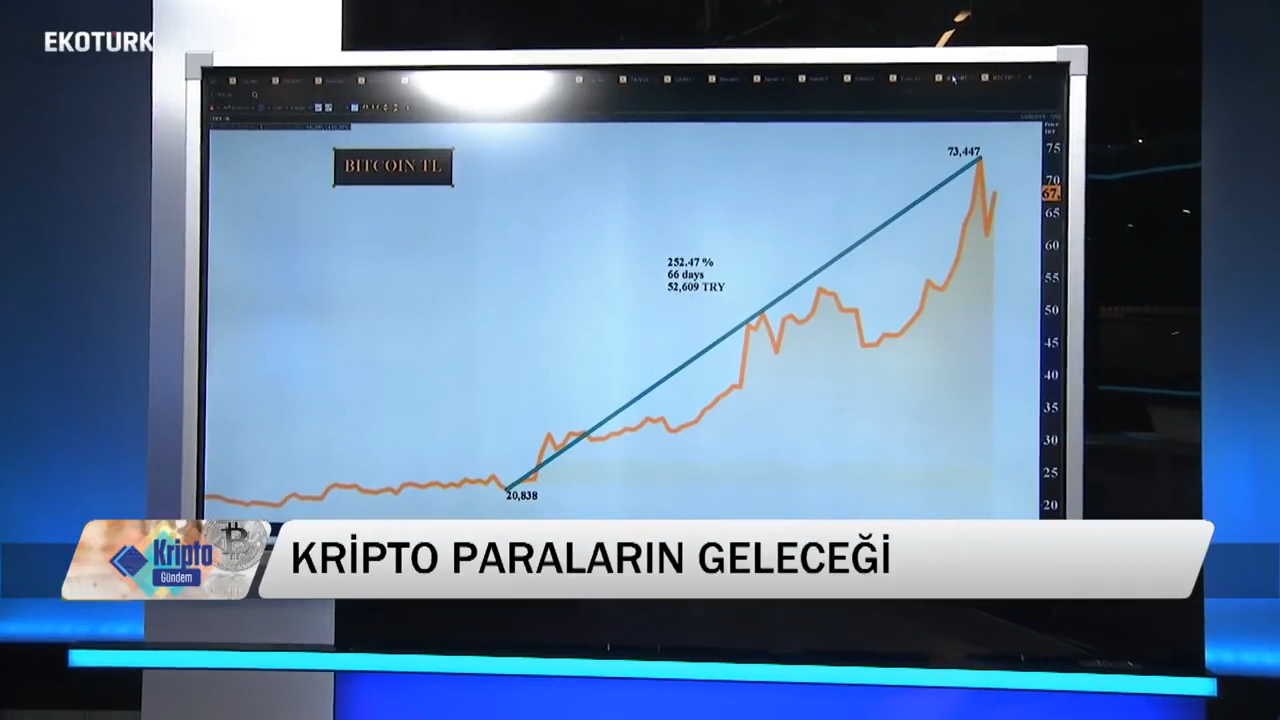 EKOTÜRK
BITCOIN TL
73,447
252.47 %
66 days
52,609 TRY
20,838
75
70
67,
65
60
55
50
45
40
35
30
25
20
Kripto
Gündem
KRİPTO PARALARIN GELECEĞİ